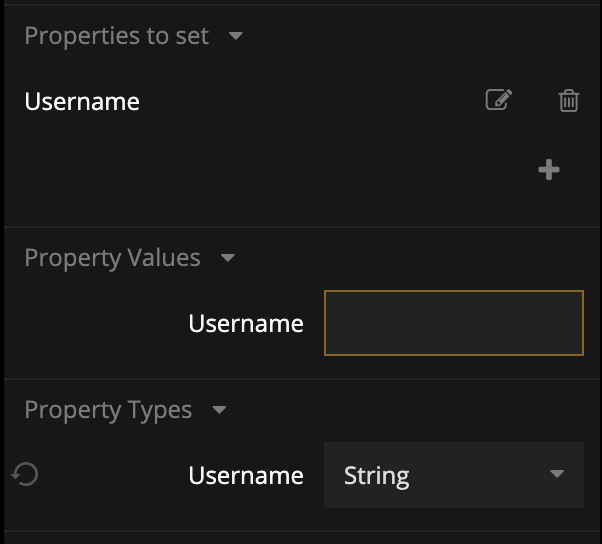 Properties to set
Username
Property Values
Username
Property Types
Username
String